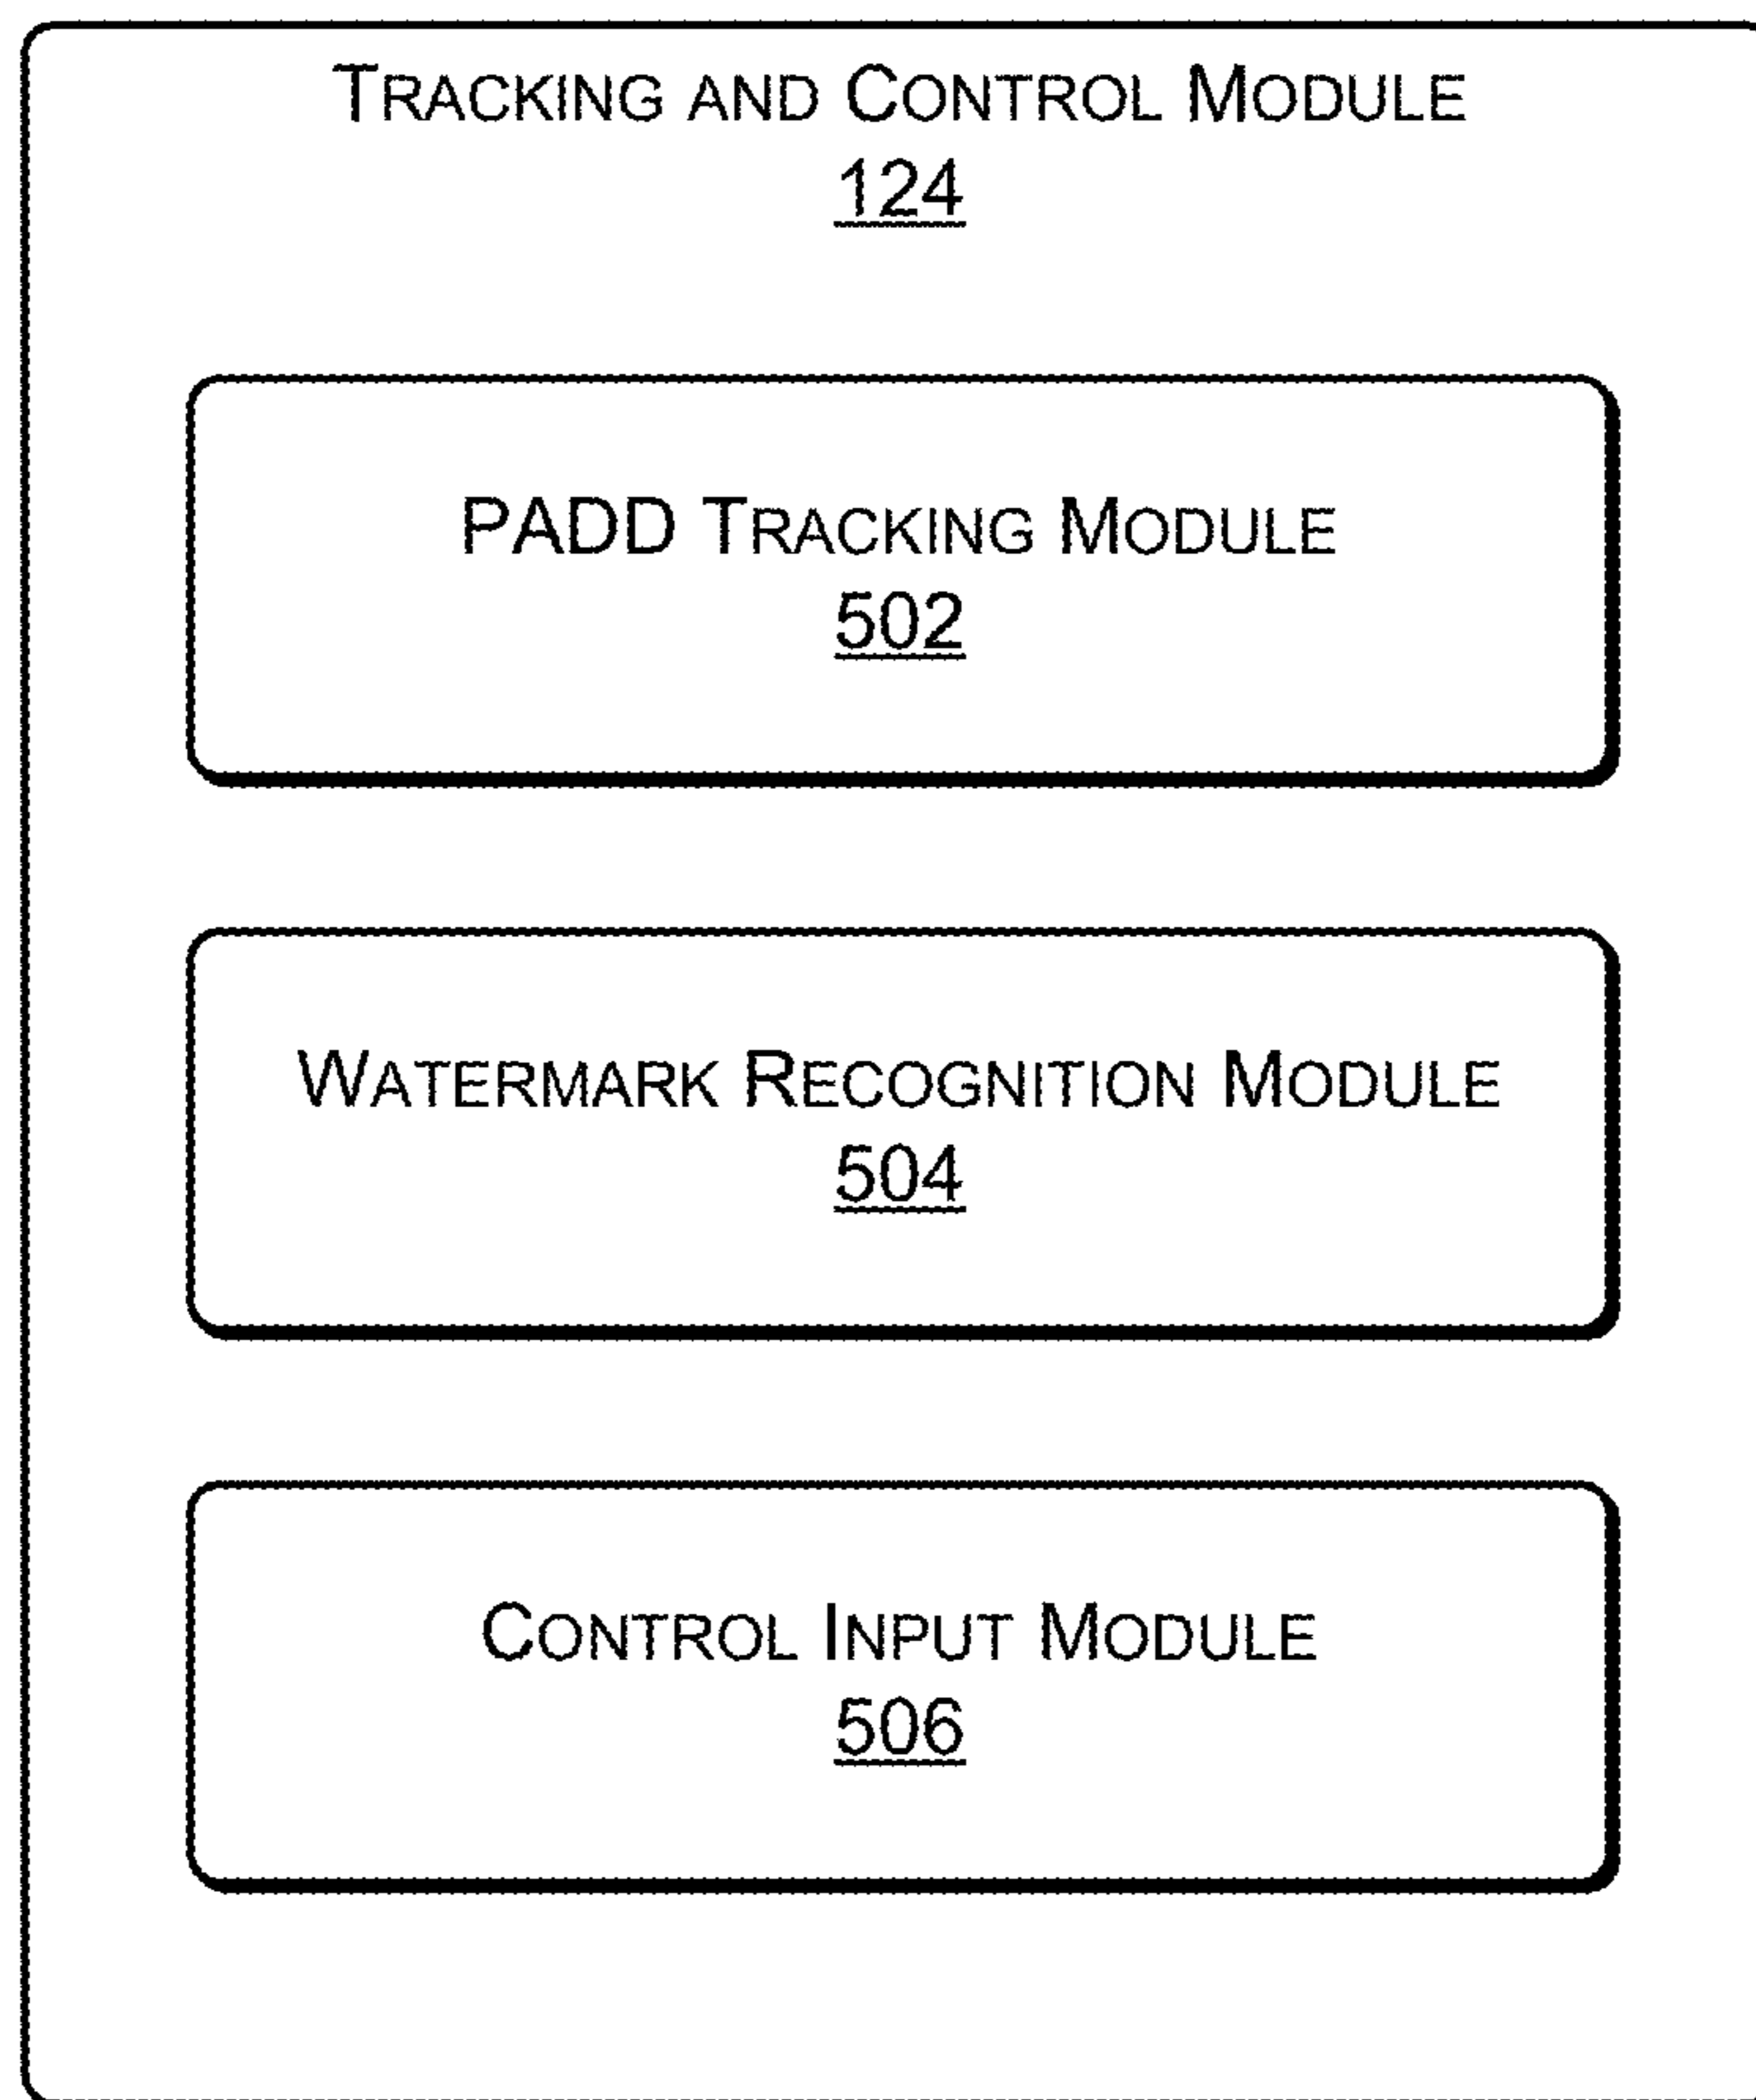 TRACKING AND CONTROL MODULE
124
PADD TRACKING MODULE
502
WATERMARK RECOGNITION MODULE
504
CONTROL INPUT MODULE
506